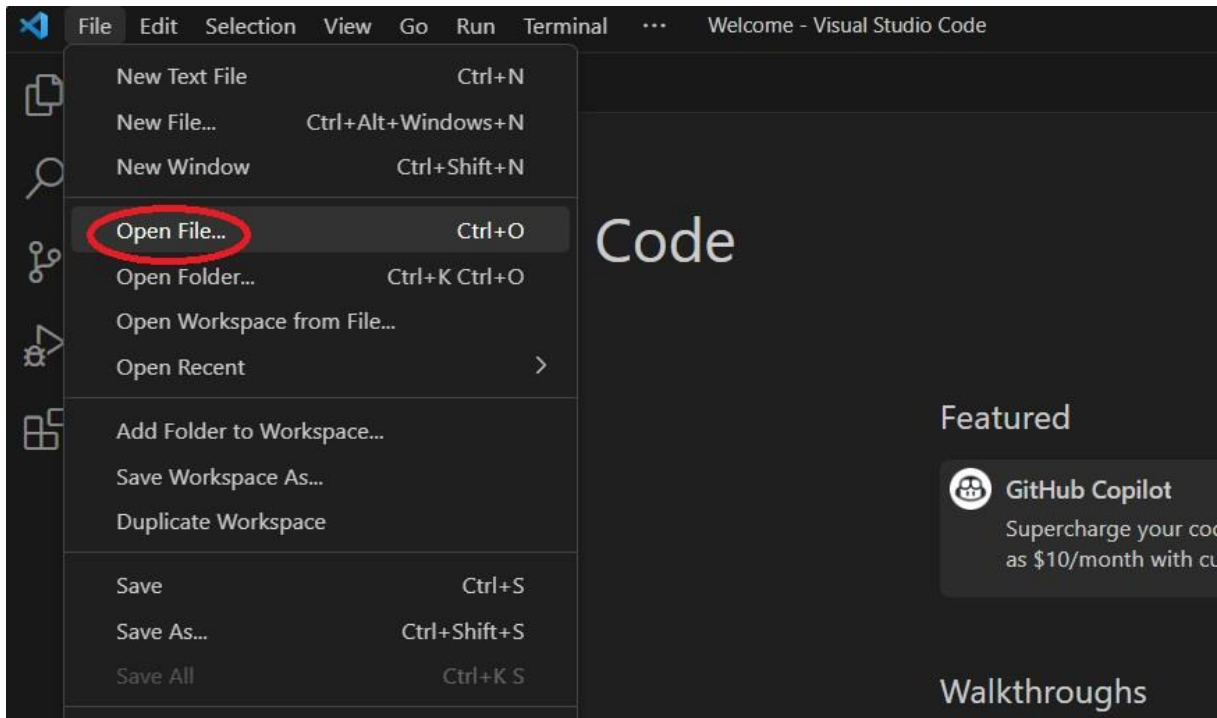 File Edit Selection View Go Run Terminal ··· Welcome - Visual Studio Code
New Text File Ctrl+N
New File... Ctrl+Alt+Windows+N
New Window Ctrl+Shift+N
Open File... Ctrl+O
Code
Open Folder... Ctrl+K Ctrl+O
Open Workspace from File...
Open Recent
Add Folder to Workspace...
Save Workspace As...
Duplicate Workspace
Save Ctrl+S
Save As... Ctrl+Shift+S
Save All Ctrl+K S
Featured
GitHub Copilot
Supercharge your
as $10/month with
Walkthroughs